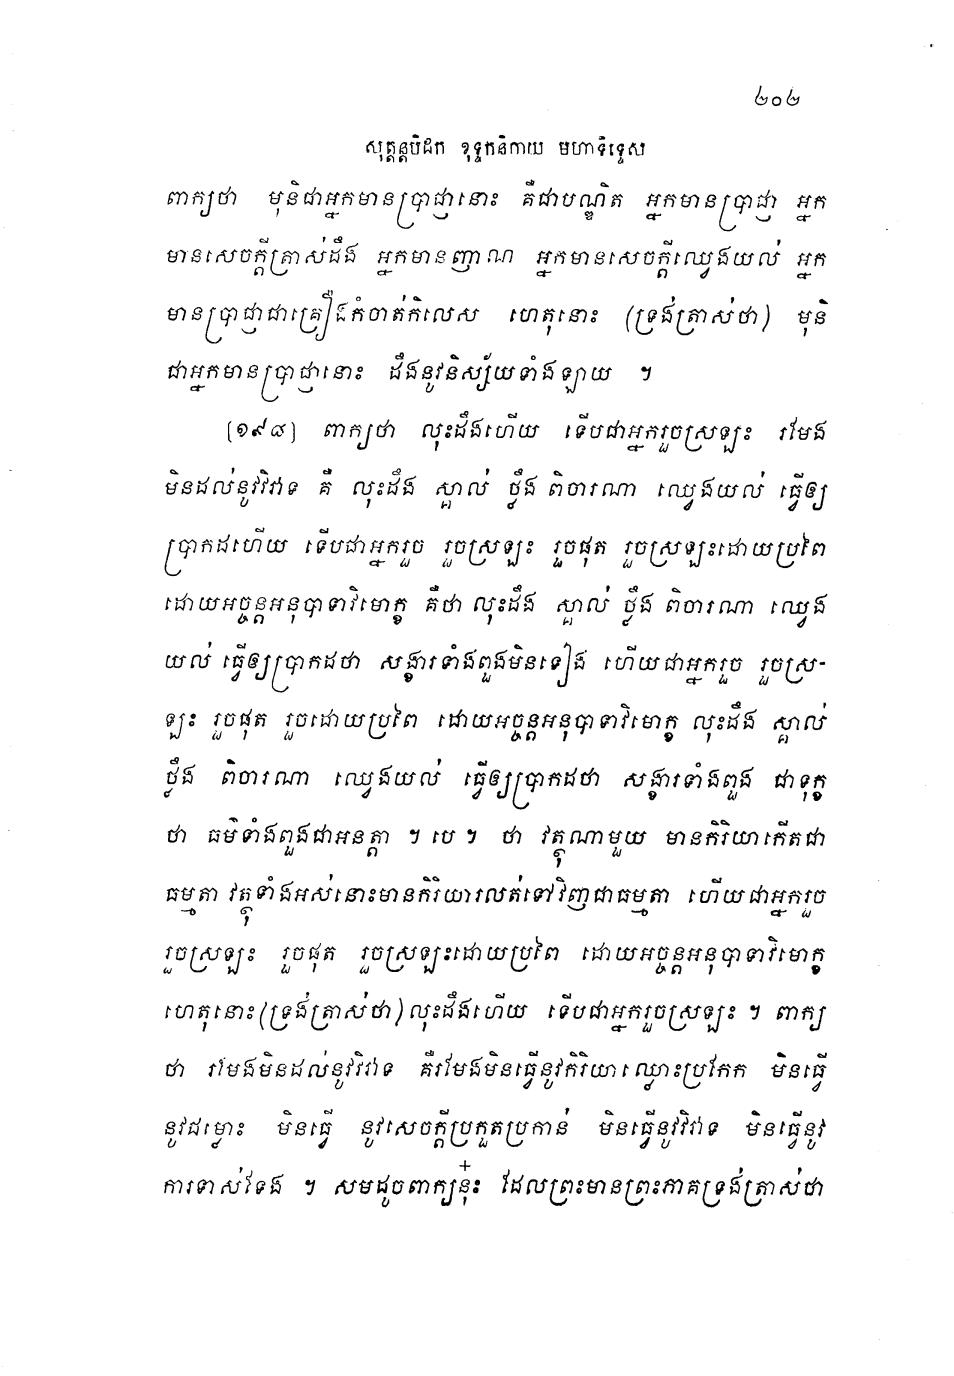 ២០២
សុត្តន្តបិដក ខុទ្ទកនិកាយ មហានិទ្ទេស
ពាក្យថា មុនិជាអ្នកមានប្រាជ្ញានោះ គឺជាបណ្ឌិត អ្នកមានប្រាជ្ញា អ្នក
មានសេចក្តីត្រាស់ដឹង អ្នកមានញាណ អ្នកមានសេចក្តីឈ្វេងយល់ អ្នក
មានប្រាជ្ញាជាគ្រឿងកំចាត់កិលេស ហេតុនោះ (ទ្រង់ត្រាស់ថា) មុនិ
ជាអ្នកមានប្រាជ្ញានោះ ដឹងនូវនិស្ស័យទាំងឡាយ ។
[១៩៨] ពាក្យថា លុះដឹងហើយ ទើបជាអ្នករួចស្រឡះ រមែង
មិនដល់នូវវិវាទ គឺ លុះដឹង ស្គាល់ ថ្លឹង ពិចារណា ឈ្វេងយល់ ធ្វើឲ្យ
ប្រាកដហើយ ទើបជាអ្នករួច រួចស្រឡះ រួចផុត រួចស្រឡះដោយប្រពៃ
ដោយអច្ចន្តអនុបាទាវិមោក្ខ គឺថា លុះដឹង ស្គាល់ ថ្លឹង ពិចារណា ឈ្វេង
យល់ ធ្វើឲ្យប្រាកដថា សង្ខារទាំងពួងមិនទៀង ហើយជាអ្នករួច រួចស្រ-
ឡះ រួចផុត រួចដោយប្រពៃ ដោយអច្ចន្តអនុបាទាវិមោក្ខ លុះដឹង ស្គាល់
ថ្លឹង ពិចារណា ឈ្វេងយល់ ធ្វើឲ្យប្រាកដថា សង្ខារទាំងពួង ជាទុក្ខ
ថា ធម៌ទាំងពួងជាអនត្តា ។ បេ ។ ថា វត្ថុណាមួយ មានកិរិយាកើតជា
ធម្មតា វត្ថុទាំងអស់នោះមានកិរិយារលត់ទៅវិញជាធម្មតា ហើយជាអ្នករួច
រួចស្រឡះ រួចផុត រួចស្រឡះដោយប្រពៃ ដោយអច្ចន្តអនុបាទាវិមោក្ខ
ហេតុនោះ (ទ្រង់ត្រាស់ថា) លុះដឹងហើយ ទើបជាអ្នករួចស្រឡះ ។ ពាក្យ
ថា រមែងមិនដល់នូវវិវាទ គឺរមែងមិនធ្វើនូវកិរិយាឈ្លោះប្រកែក មិនធ្វើ
នូវជម្លោះ មិនធ្វើ នូវសេចក្តីប្រកួតប្រកាន់ មិនធ្វើនូវវិវាទ មិនធ្វើនូវ
ការទាស់ទែង ។ សមដូចពាក្យនុ៎ះ ដែលព្រះមានព្រះភាគទ្រង់ត្រាស់ថា